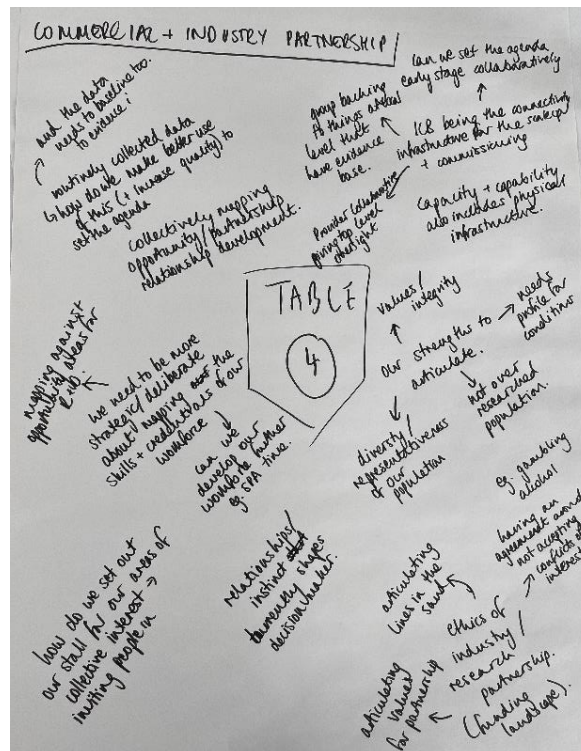 COMMERCIAL + INDUSTRY PARTNERSHIP
and the data
needs to baseline too.
to evidence i
routinely collected data
↳ how do we make better use
of this (+ increase quality) to
set the agenda
collectively mapping
opportunity/partnership
relationship development.
group backing
things at local
level that
have evidence
base.
can we set the agenda
early stage collaboratively
ICB being the connectivity
infrastructure for the scaleup
+ commissioning
Provider collaborative
giving top level
oversight
capacity + capability
also includes physical
infrastructure.
TABLE
4
values/
integrity
our strengths to
articulate.
needs
profile for
conditions
not over
researched
population.
diversity/
representativeness
of our
population
mapping against
opportunity areas for
R+D.
we need to be more
strategic/deliberate
about mapping the
skills + credentials of our
workforce
can we
develop our
workforce further
eg. SPA time.
how do we set out
our stall for our areas of
collective interest →
inviting people in
relationships/
instinct
shapes
decision maker.
eg. gambling
alcohol
having an
agreement around
not accepting
conflicts of
interest
articulating
lines in the
sand
ethics of
industry/
research
partnership.
(funding
landscape).
articulating
values
for partnership